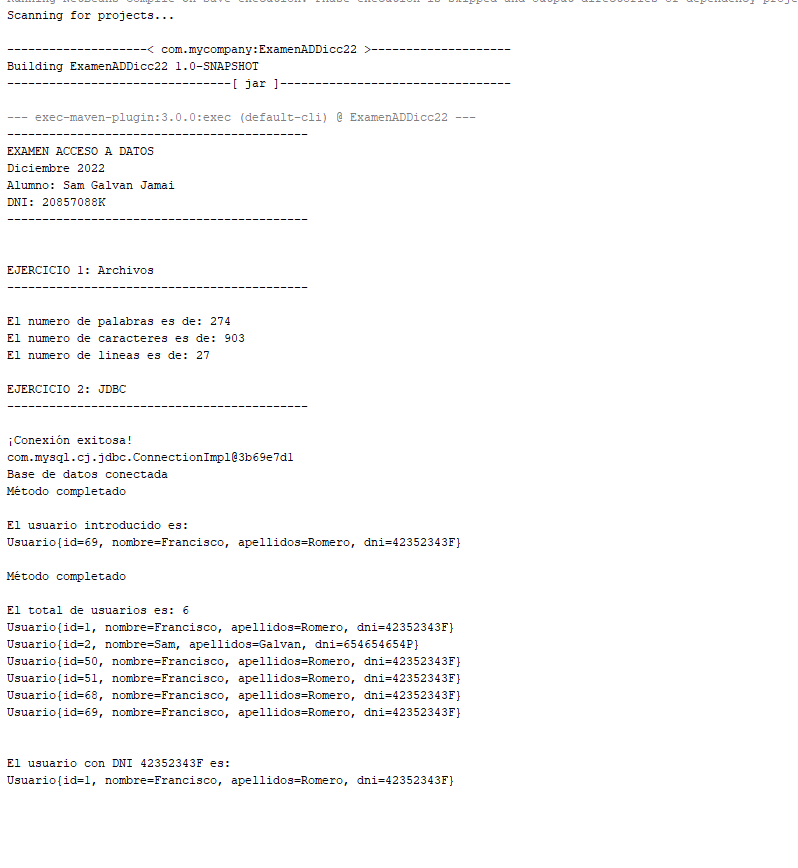 Running NetBeans Compile On Save execution. Phase execution is skipped and output directories of dependency proje
Scanning for projects...
--------------------< com.mycompany:ExamenADDicc22 >--------------------
Building ExamenADDicc22 1.0-SNAPSHOT
--------------------------------[ jar ]---------------------------------
--- exec-maven-plugin:3.0.0:exec (default-cli) @ ExamenADDicc22 ---
-------------------------------------------
EXAMEN ACCESO A DATOS
Diciembre 2022
Alumno: Sam Galvan Jamai
DNI: 20857088K
-------------------------------------------
EJERCICIO 1: Archivos
-------------------------------------------
El numero de palabras es de: 274
El numero de caracteres es de: 903
El numero de lineas es de: 27
EJERCICIO 2: JDBC
-------------------------------------------
¡Conexión exitosa!
com.mysql.cj.jdbc.ConnectionImpl@3b69e7d1
Base de datos conectada
Método completado
El usuario introducido es:
Usuario{id=69, nombre=Francisco, apellidos=Romero, dni=42352343F}
Método completado
El total de usuarios es: 6
Usuario{id=1, nombre=Francisco, apellidos=Romero, dni=42352343F}
Usuario{id=2, nombre=Sam, apellidos=Galvan, dni=654654654P}
Usuario{id=50, nombre=Francisco, apellidos=Romero, dni=42352343F}
Usuario{id=51, nombre=Francisco, apellidos=Romero, dni=42352343F}
Usuario{id=68, nombre=Francisco, apellidos=Romero, dni=42352343F}
Usuario{id=69, nombre=Francisco, apellidos=Romero, dni=42352343F}
El usuario con DNI 42352343F es:
Usuario{id=1, nombre=Francisco, apellidos=Romero, dni=42352343F}